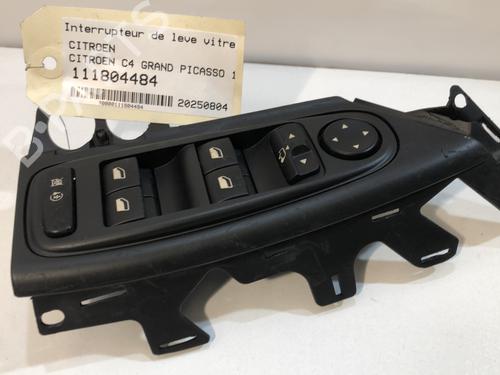 Interrupteur de leve vitre
CITROEN
CITROEN C4 GRAND PICASSO 1
111804484
20250804